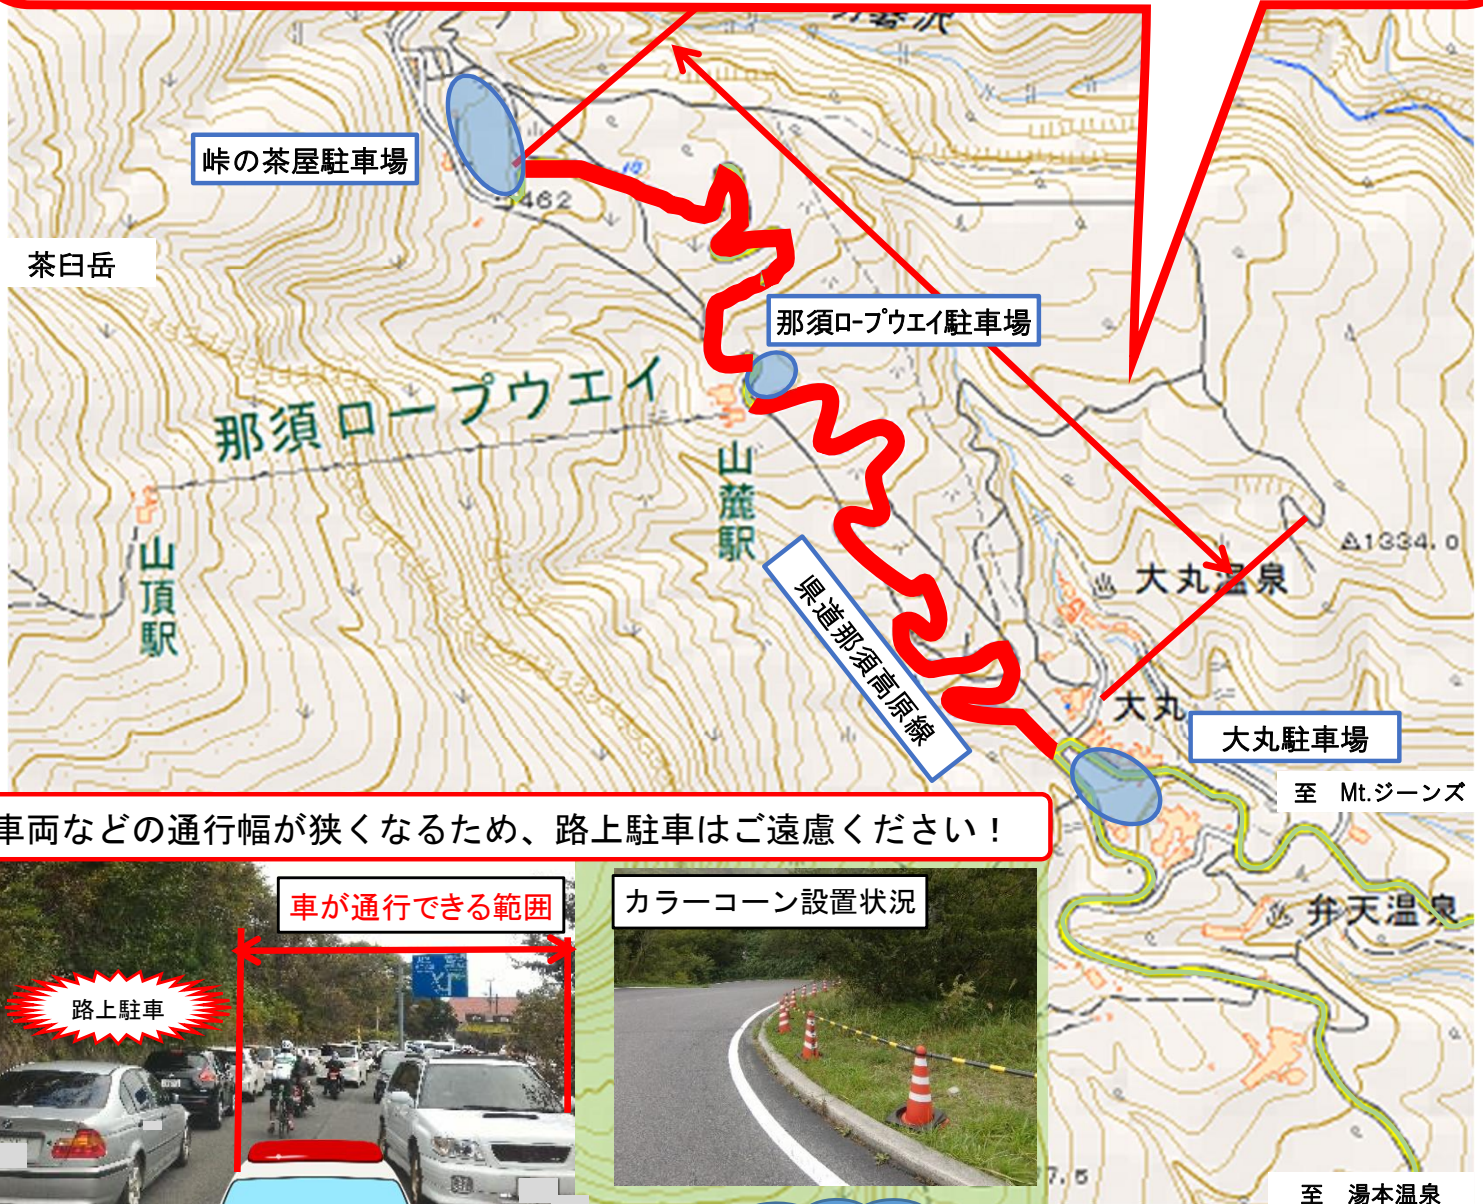 峠の茶屋駐車場
1462
茶臼岳
那須ロープウエイ駐車場
那須ロープウエイ
山麓駅
山頂駅
県道那須高原線
△1334.0
大丸温泉
大丸
大丸駐車場
至 Mt.ジーンズ
車両などの通行幅が狭くなるため、路上駐車はご遠慮ください！
車が通行できる範囲
カラーコーン設置状況
路上駐車
弁天温泉
7.5
至 湯本温泉